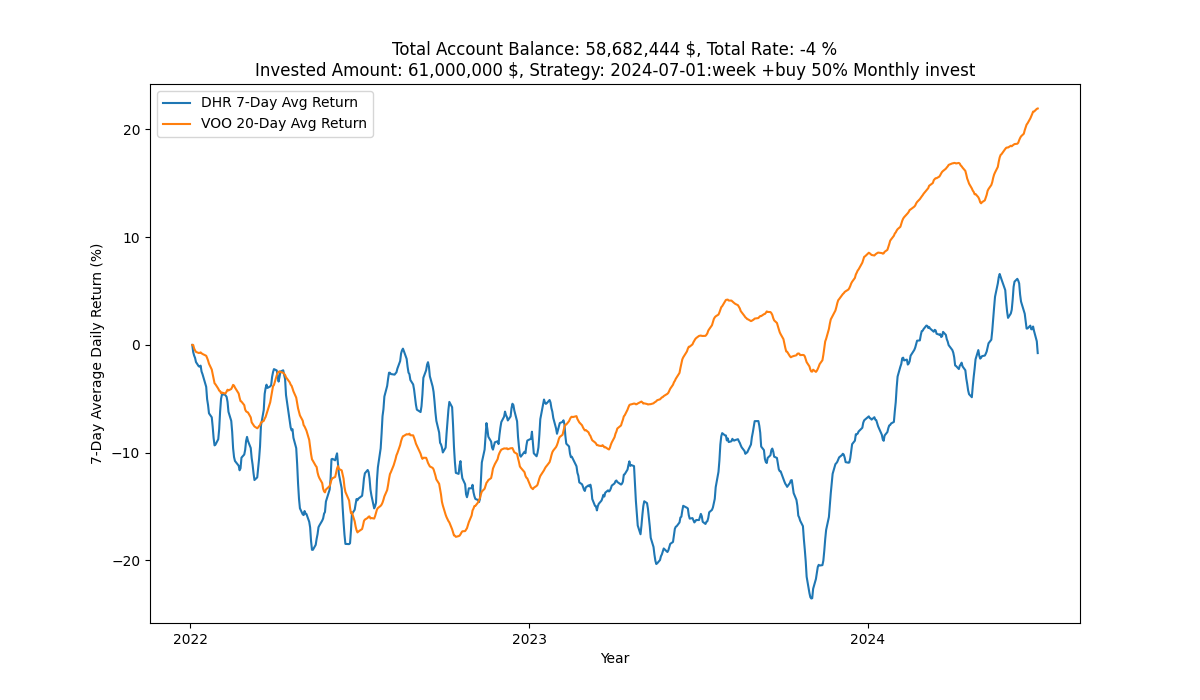 Total Account Balance: 58,682,444 $, Total Rate: -4 %
Invested Amount: 61,000,000 $, Strategy: 2024-07-01:week +buy 50% Monthly invest
DHR 7-Day Avg Return
VOO 20-Day Avg Return
7-Day Average Daily Return (%)
20
10
0
−10
−20
2022
2023
2024
Year